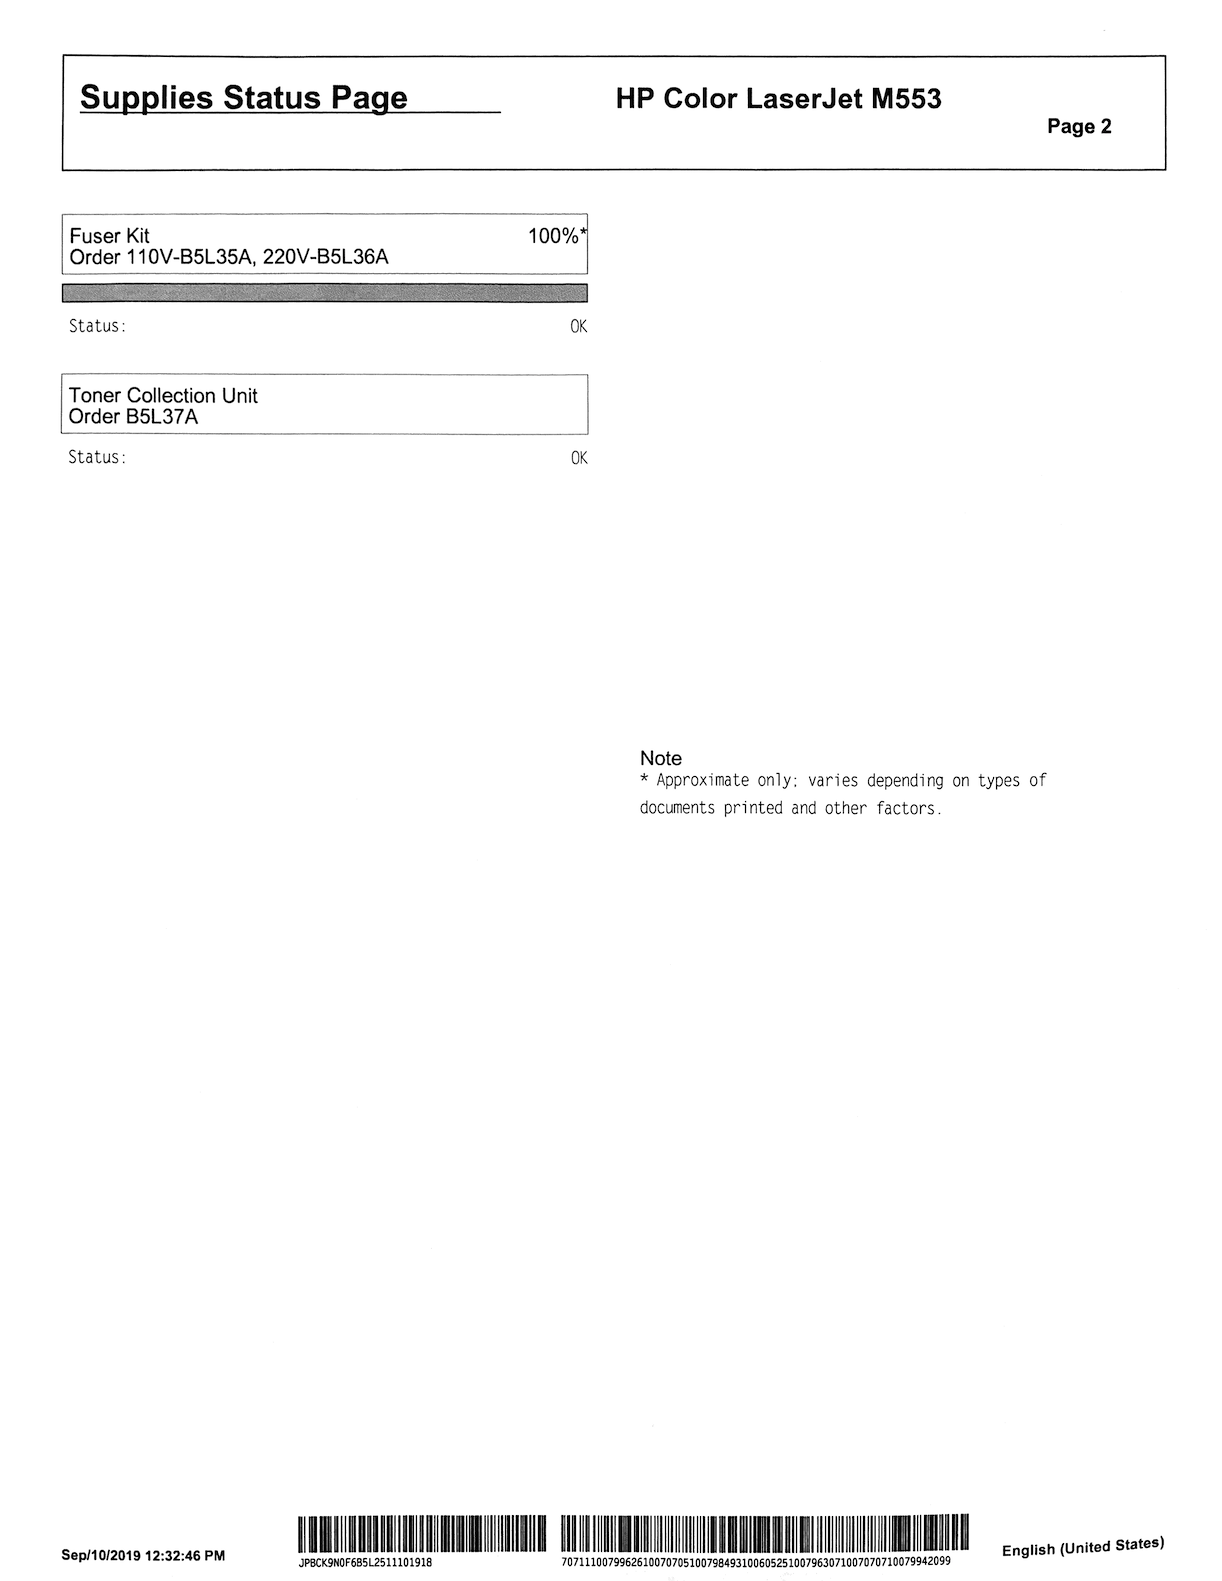 Supplies Status Page
HP Color LaserJet M553
Page 2
Fuser Kit 100%*
Order 110V-B5L35A, 220V-B5L36A
Status: OK
Toner Collection Unit
Order B5L37A
Status: OK
Note
* Approximate only; varies depending on types of
documents printed and other factors.
Sep/10/2019 12:32:46 PM
JPBCK9N0F6B5L2511101918
7071110079962610070705100798493100605251007963071007070710079942099
English (United States)